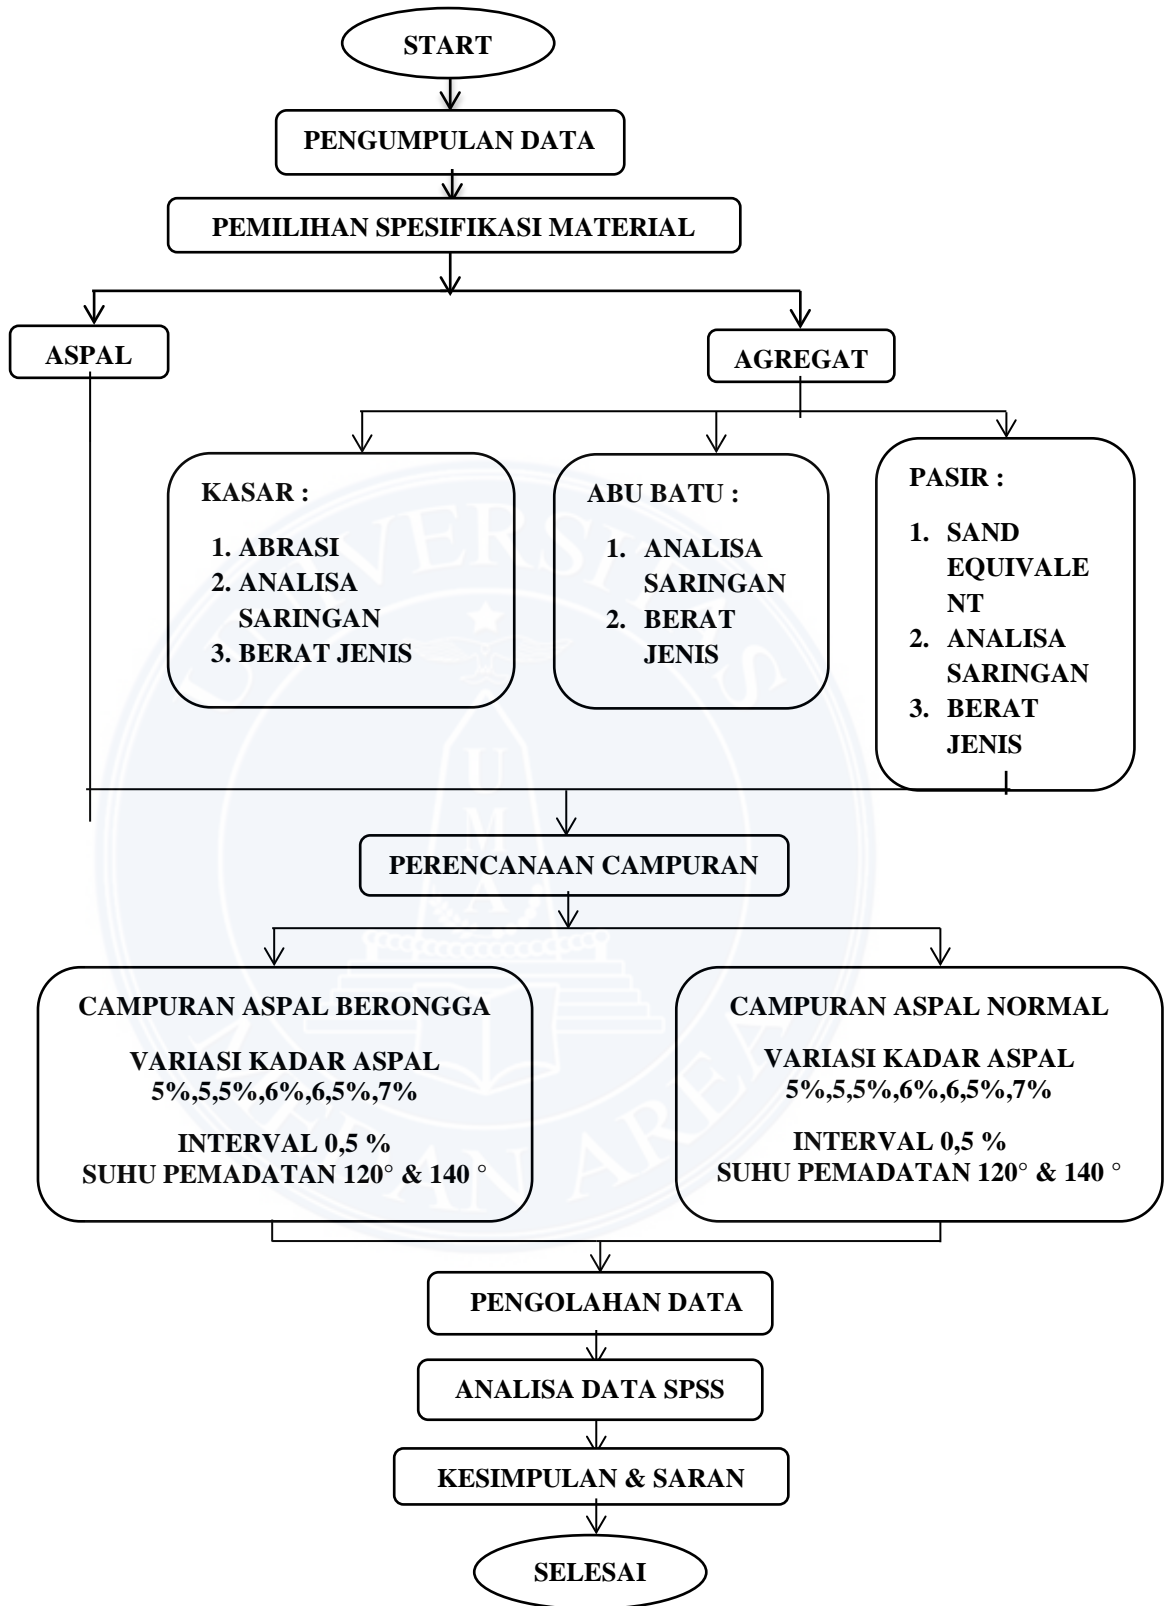 START
PENGUMPULAN DATA
PEMILIHAN SPESIFIKASI MATERIAL
ASPAL
AGREGAT
KASAR :
1. ABRASI
2. ANALISA
SARINGAN
3. BERAT JENIS
ABU BATU :
1. ANALISA
SARINGAN
2. BERAT
JENIS
PASIR :
1. SAND
EQUIVALE
NT
2. ANALISA
SARINGAN
3. BERAT
JENIS
PERENCANAAN CAMPURAN
CAMPURAN ASPAL BERONGGA
VARIASI KADAR ASPAL
5%,5,5%,6%,6,5%,7%
INTERVAL 0,5 %
SUHU PEMADATAN 120° & 140 °
CAMPURAN ASPAL NORMAL
VARIASI KADAR ASPAL
5%,5,5%,6%,6,5%,7%
INTERVAL 0,5 %
SUHU PEMADATAN 120° & 140 °
PENGOLAHAN DATA
ANALISA DATA SPSS
KESIMPULAN & SARAN
SELESAI
UNIVERSITAS
MEDAN AREA
UMA